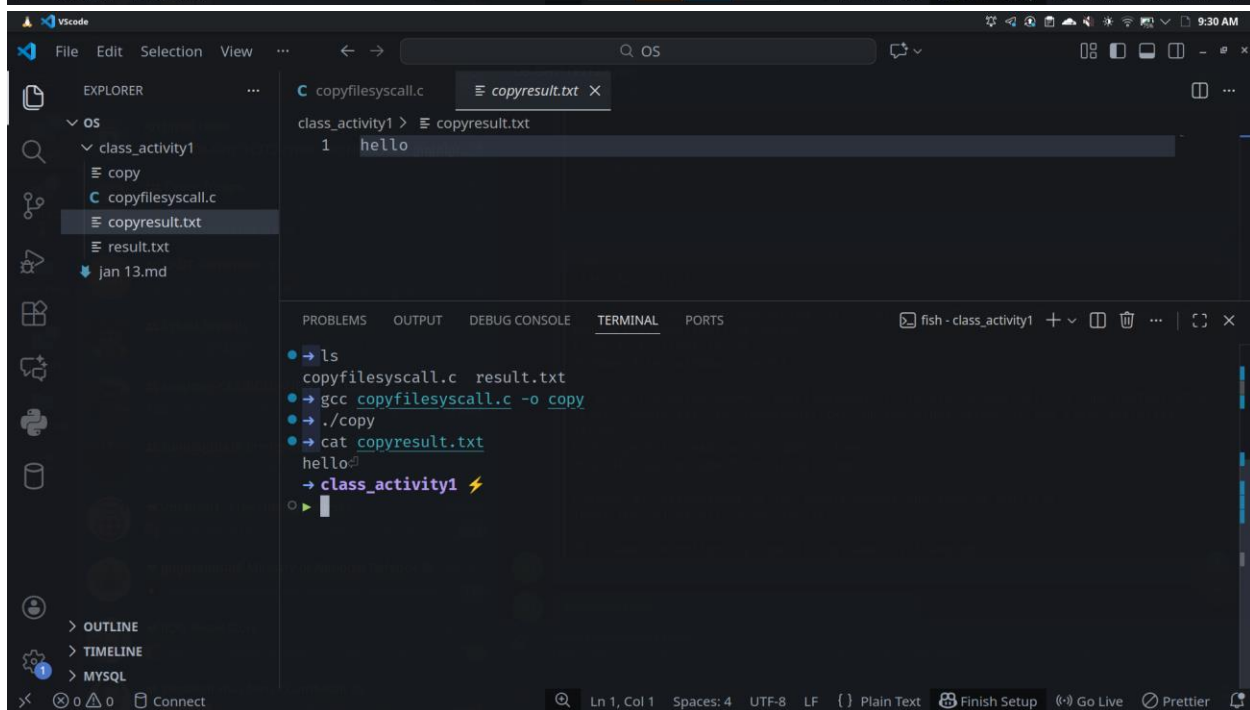 VScode
9:30 AM
File Edit Selection View ... OS
EXPLORER ...
OS
class_activity1
copy
C copyfilesyscall.c
copyresult.txt
result.txt
jan 13.md
OUTLINE
TIMELINE
MYSQL
C copyfilesyscall.c copyresult.txt
class_activity1 > copyresult.txt
1 hello
PROBLEMS OUTPUT DEBUG CONSOLE TERMINAL PORTS fish - class_activity1
→ ls
copyfilesyscall.c result.txt
→ gcc copyfilesyscall.c -o copy
→ ./copy
→ cat copyresult.txt
hello⏎
→ class_activity1 ⚡
1
0 0 Connect Ln 1, Col 1 Spaces: 4 UTF-8 LF {} Plain Text Finish Setup Go Live Prettier